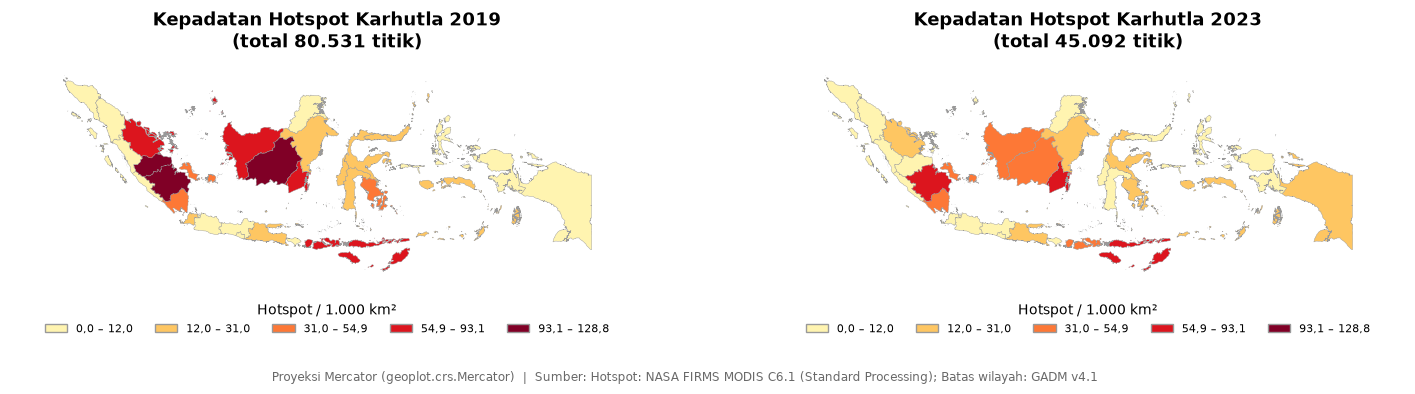 Kepadatan Hotspot Karhutla 2019
(total 80.531 titik)
Hotspot / 1.000 km²
0,0 – 12,0
12,0 – 31,0
31,0 – 54,9
54,9 – 93,1
93,1 – 128,8
Kepadatan Hotspot Karhutla 2023
(total 45.092 titik)
Hotspot / 1.000 km²
0,0 – 12,0
12,0 – 31,0
31,0 – 54,9
54,9 – 93,1
93,1 – 128,8
Proyeksi Mercator (geoplot.crs.Mercator) | Sumber: Hotspot: NASA FIRMS MODIS C6.1 (Standard Processing); Batas wilayah: GADM v4.1